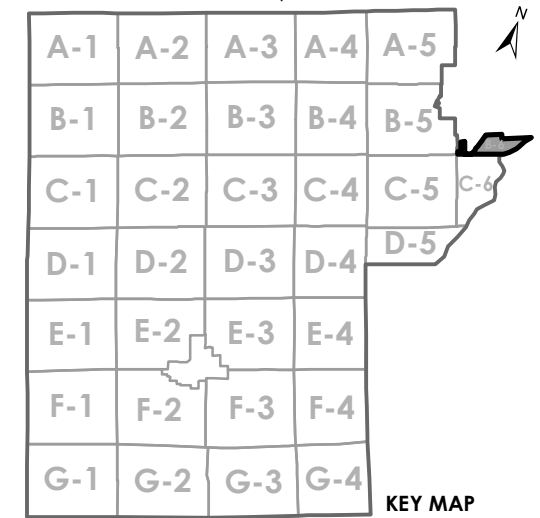 N
A-1 A-2 A-3 A-4 A-5
B-1 B-2 B-3 B-4 B-5
B-6
C-1 C-2 C-3 C-4 C-5 C-6
D-1 D-2 D-3 D-4 D-5
E-1 E-2 E-3 E-4
F-1 F-2 F-3 F-4
G-1 G-2 G-3 G-4
KEY MAP